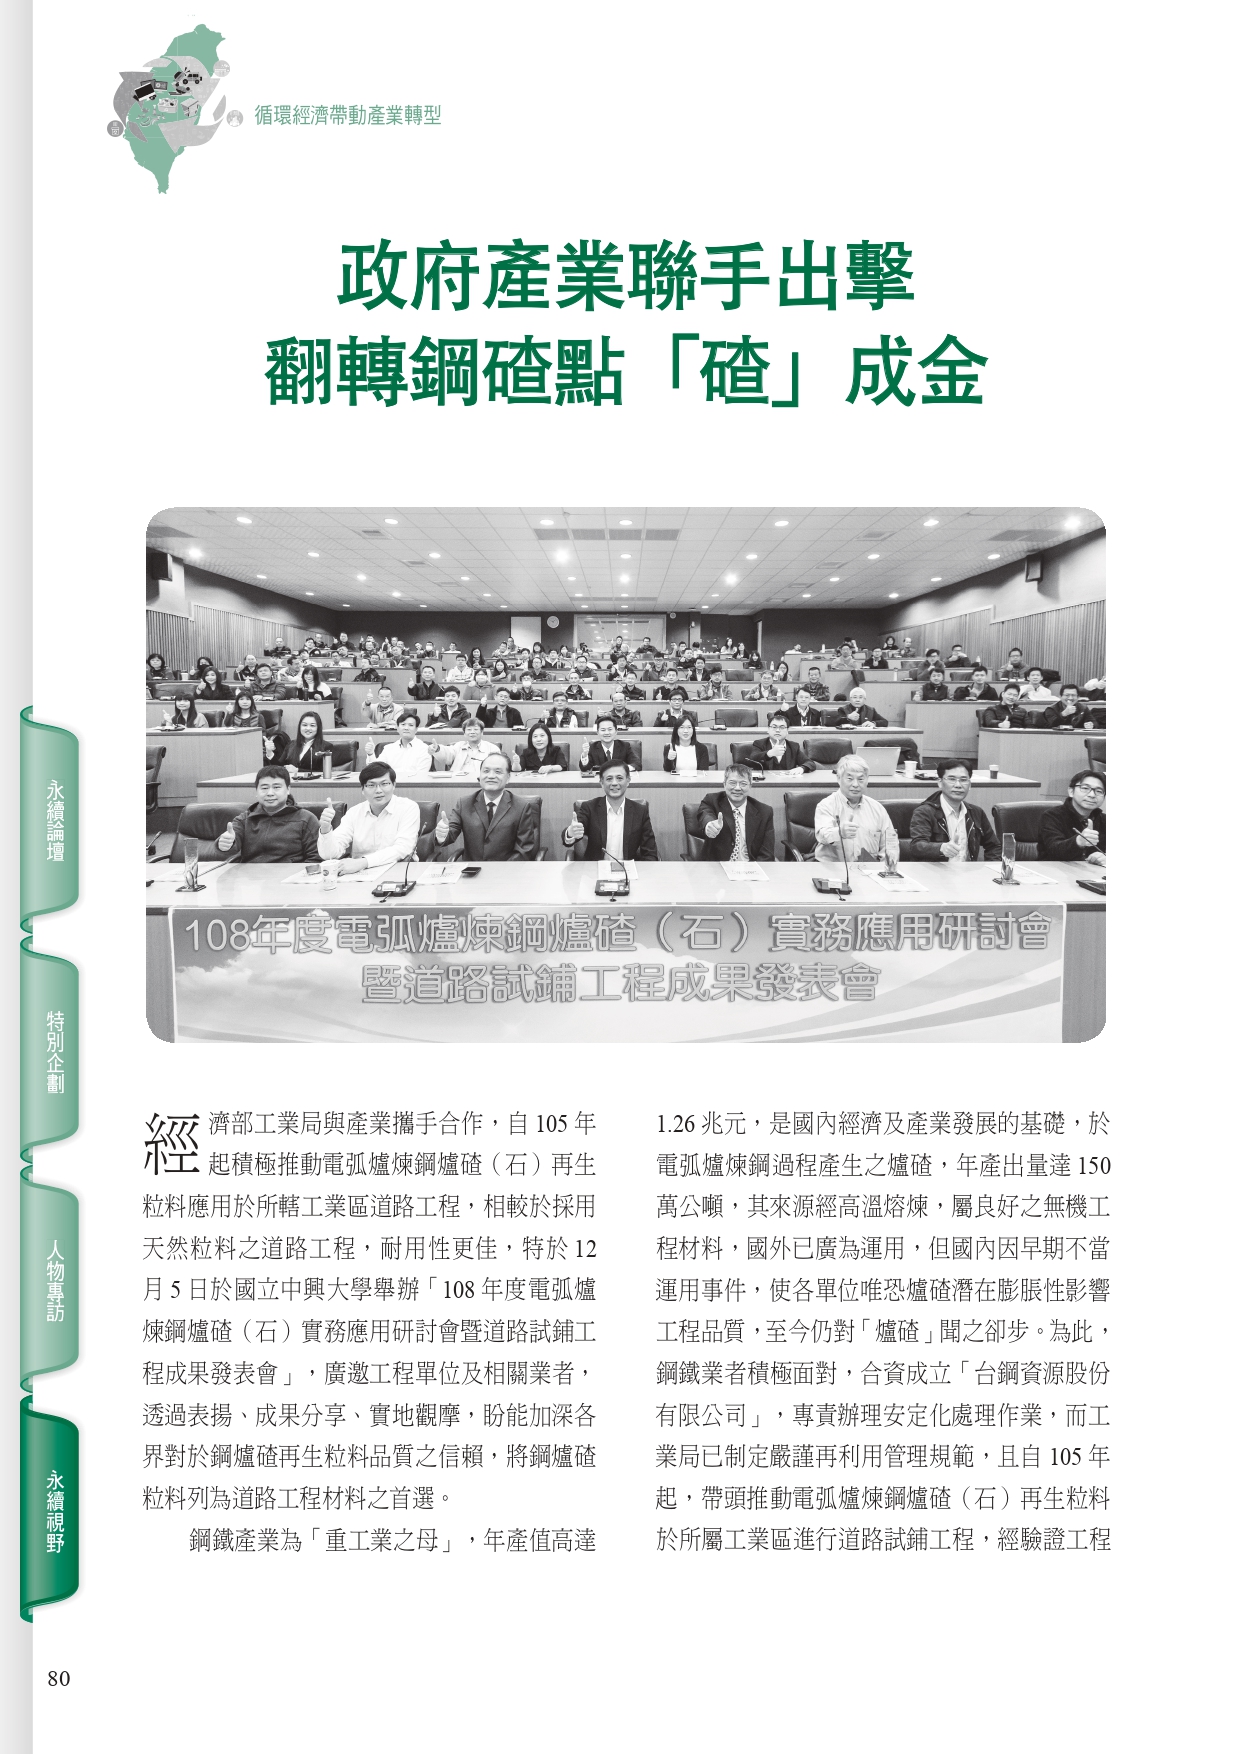 循環經濟帶動產業轉型
政府產業聯手出擊
翻轉鋼碴點「碴」成金
108年度電弧爐煉鋼爐碴（石）實務應用研討會
暨道路試鋪工程成果發表會
經濟部工業局與產業攜手合作，自 105 年
起積極推動電弧爐煉鋼爐碴（石）再生
粒料應用於所轄工業區道路工程，相較於採用
天然粒料之道路工程，耐用性更佳，特於 12
月 5 日於國立中興大學舉辦「108 年度電弧爐
煉鋼爐碴（石）實務應用研討會暨道路試鋪工
程成果發表會」，廣邀工程單位及相關業者，
透過表揚、成果分享、實地觀摩，盼能加深各
界對於鋼爐碴再生粒料品質之信賴，將鋼爐碴
粒料列為道路工程材料之首選。
鋼鐵產業為「重工業之母」，年產值高達
1.26 兆元，是國內經濟及產業發展的基礎，於
電弧爐煉鋼過程產生之爐碴，年產出量達 150
萬公噸，其來源經高溫熔煉，屬良好之無機工
程材料，國外已廣為運用，但國內因早期不當
運用事件，使各單位唯恐爐碴潛在膨脹性影響
工程品質，至今仍對「爐碴」聞之卻步。為此，
鋼鐵業者積極面對，合資成立「台鋼資源股份
有限公司」，專責辦理安定化處理作業，而工
業局已制定嚴謹再利用管理規範，且自 105 年
起，帶頭推動電弧爐煉鋼爐碴（石）再生粒料
於所屬工業區進行道路試鋪工程，經驗證工程
永續論壇
特別企劃
人物專訪
永續視野
80